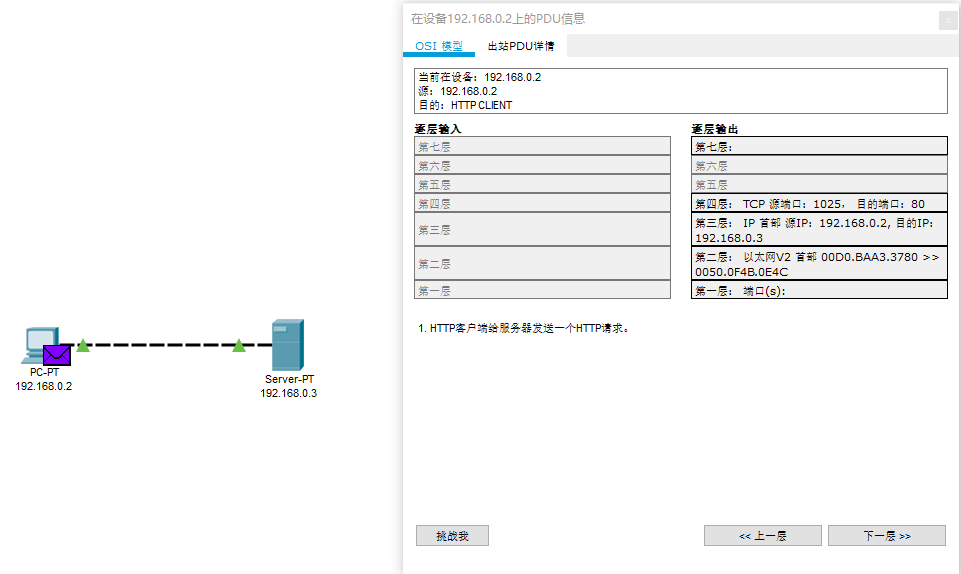 在设备192.168.0.2上的PDU信息
x
OSI 模型
出站PDU详情
当前在设备：192.168.0.2
源：192.168.0.2
目的：HTTP CLIENT
逐层输入
第七层
第六层
第五层
第四层
第三层
第二层
第一层
逐层输出
第七层：
第六层
第五层
第四层： TCP 源端口：1025， 目的端口：80
第三层： IP 首部 源IP：192.168.0.2, 目的IP：
192.168.0.3
第二层： 以太网V2 首部 00D0.BAA3.3780 >>
0050.0F4B.0E4C
第一层： 端口(s):
1. HTTP客户端给服务器发送一个HTTP请求。
PC-PT
192.168.0.2
Server-PT
192.168.0.3
挑战我
<< 上一层
下一层 >>